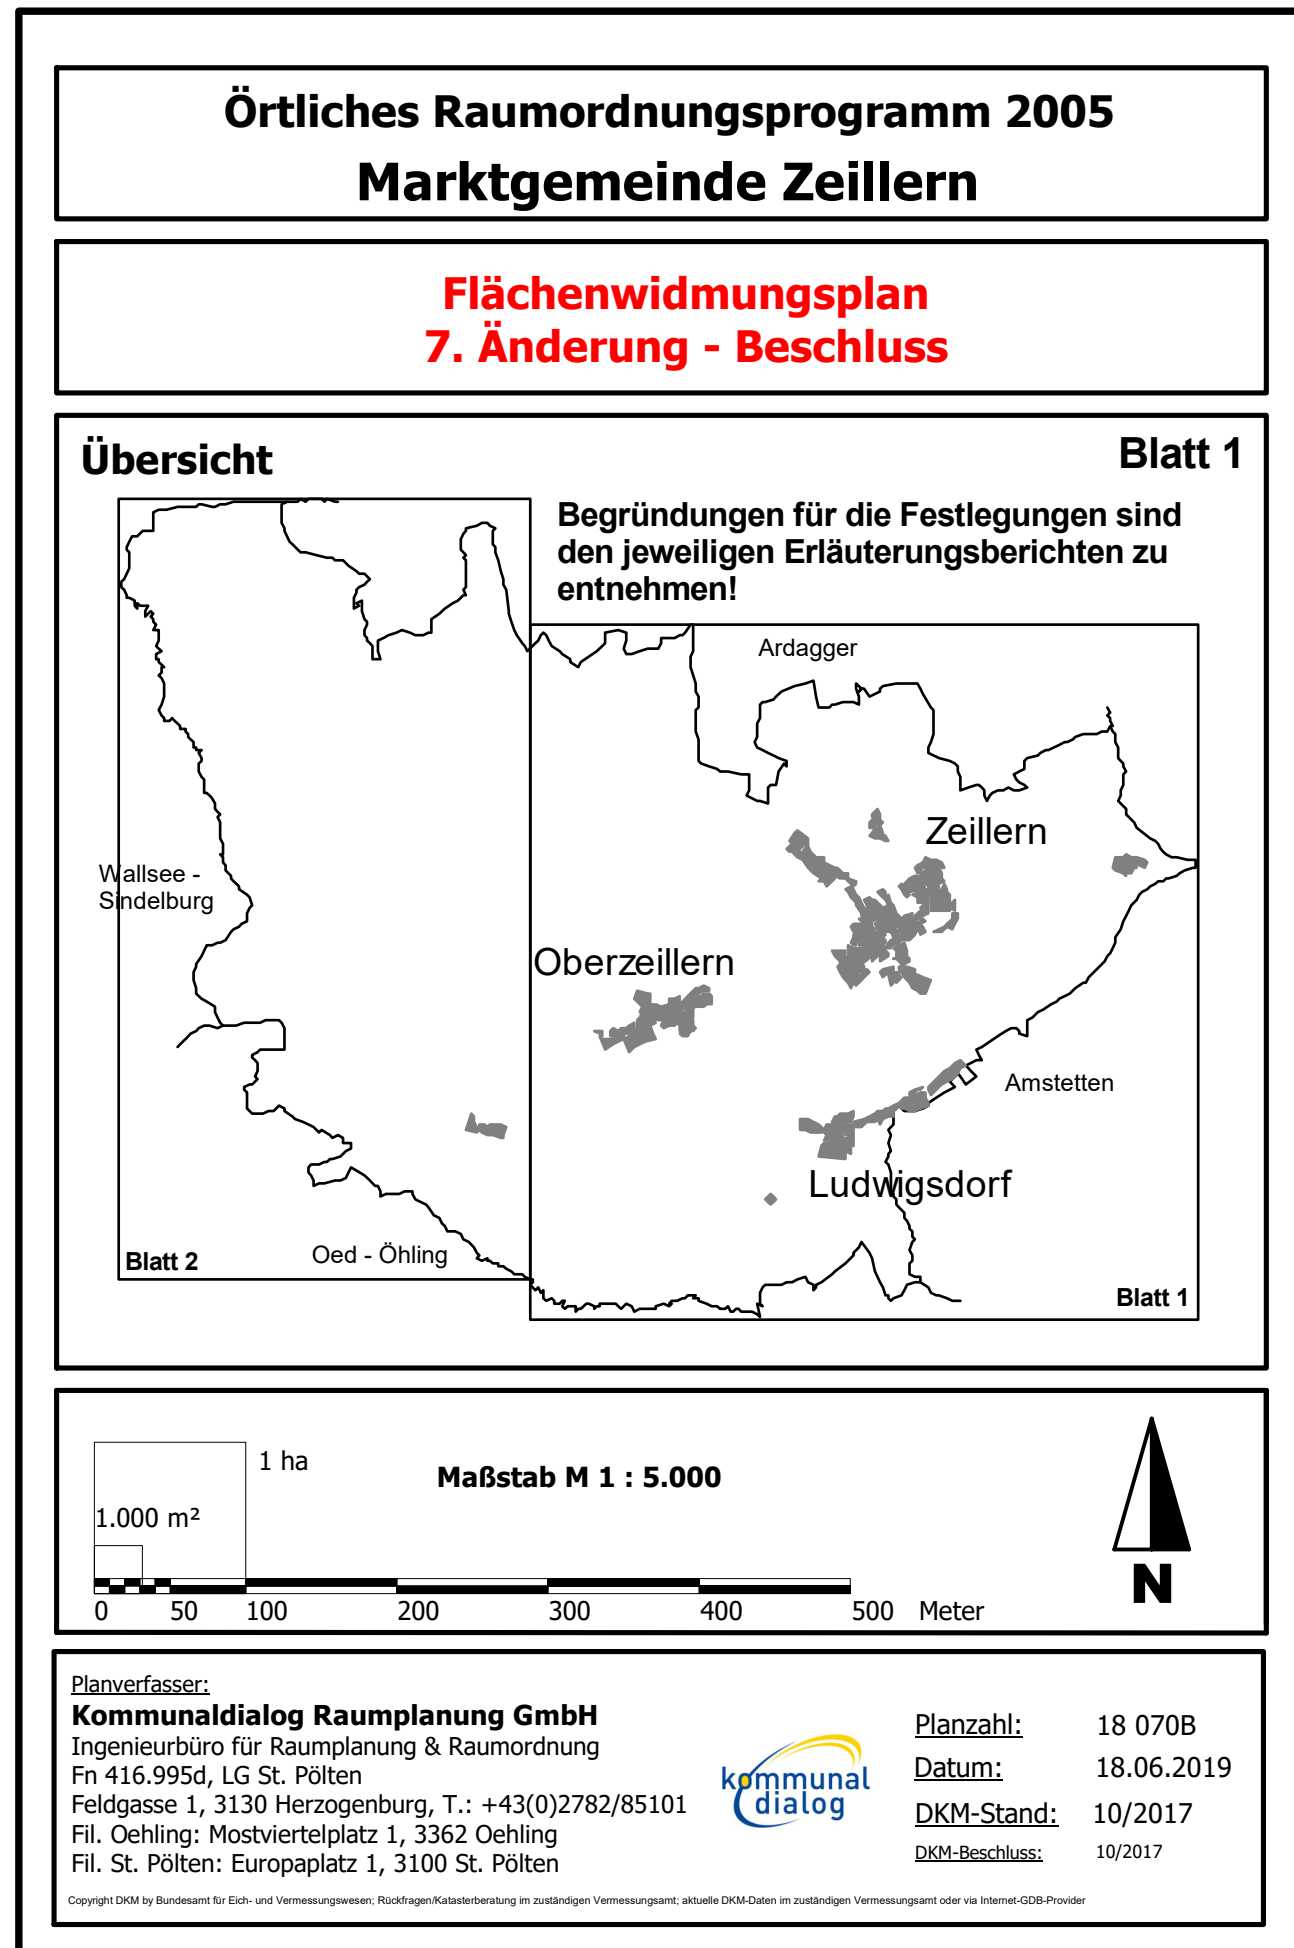 Örtliches Raumordnungsprogramm 2005
Marktgemeinde Zeillern
Flächenwidmungsplan
7. Änderung - Beschluss
Übersicht
Blatt 1
Begründungen für die Festlegungen sind
den jeweiligen Erläuterungsberichten zu
entnehmen!
Ardagger
Zeillern
Wallsee -
Sindelburg
Oberzeillern
Amstetten
Ludwigsdorf
Oed - Öhling
Blatt 2
Blatt 1
1 ha
Maßstab M 1 : 5.000
1.000 m²
0 50 100 200 300 400 500 Meter
N
Planverfasser:
Kommunaldialog Raumplanung GmbH
Ingenieurbüro für Raumplanung & Raumordnung
Fn 416.995d, LG St. Pölten
Feldgasse 1, 3130 Herzogenburg, T.: +43(0)2782/85101
Fil. Oehling: Mostviertelplatz 1, 3362 Oehling
Fil. St. Pölten: Europaplatz 1, 3100 St. Pölten
kommunal
dialog
Planzahl: 18 070B
Datum: 18.06.2019
DKM-Stand: 10/2017
DKM-Beschluss: 10/2017
Copyright DKM by Bundesamt für Eich- und Vermessungswesen; Rückfragen/Katasterberatung im zuständigen Vermessungsamt; aktuelle DKM-Daten im zuständigen Vermessungsamt oder via Internet-GDB-Provider